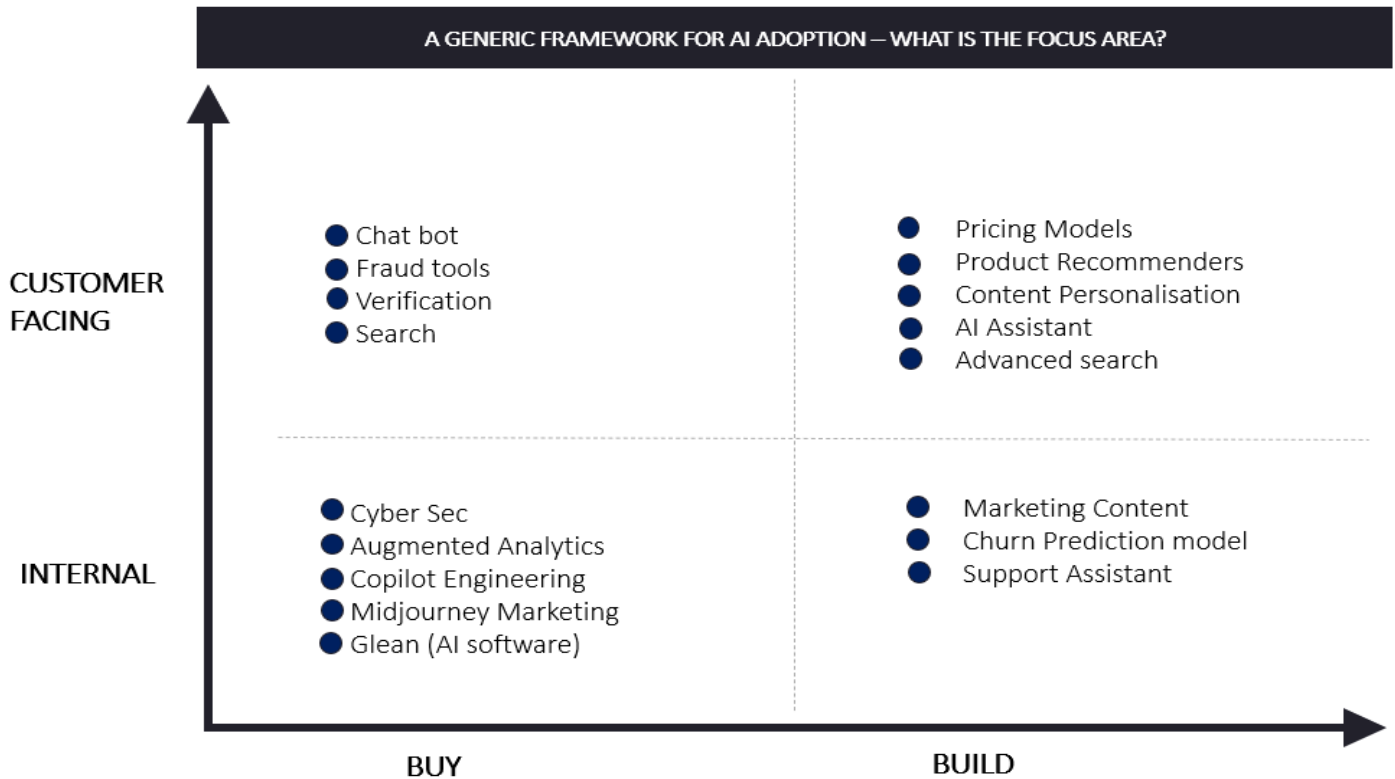 A GENERIC FRAMEWORK FOR AI ADOPTION – WHAT IS THE FOCUS AREA?
CUSTOMER
FACING
Chat bot
Fraud tools
Verification
Search
Pricing Models
Product Recommenders
Content Personalisation
AI Assistant
Advanced search
INTERNAL
Cyber Sec
Augmented Analytics
Copilot Engineering
Midjourney Marketing
Glean (AI software)
Marketing Content
Churn Prediction model
Support Assistant
BUY
BUILD